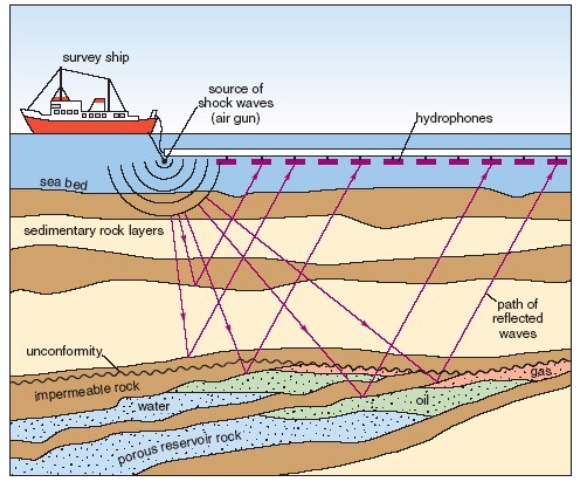 survey ship
source of
shock waves
(air gun)
hydrophones
sea bed
sedimentary rock layers
path of
reflected
waves
unconformity
impermeable rock
gas
water
oil
porous reservoir rock